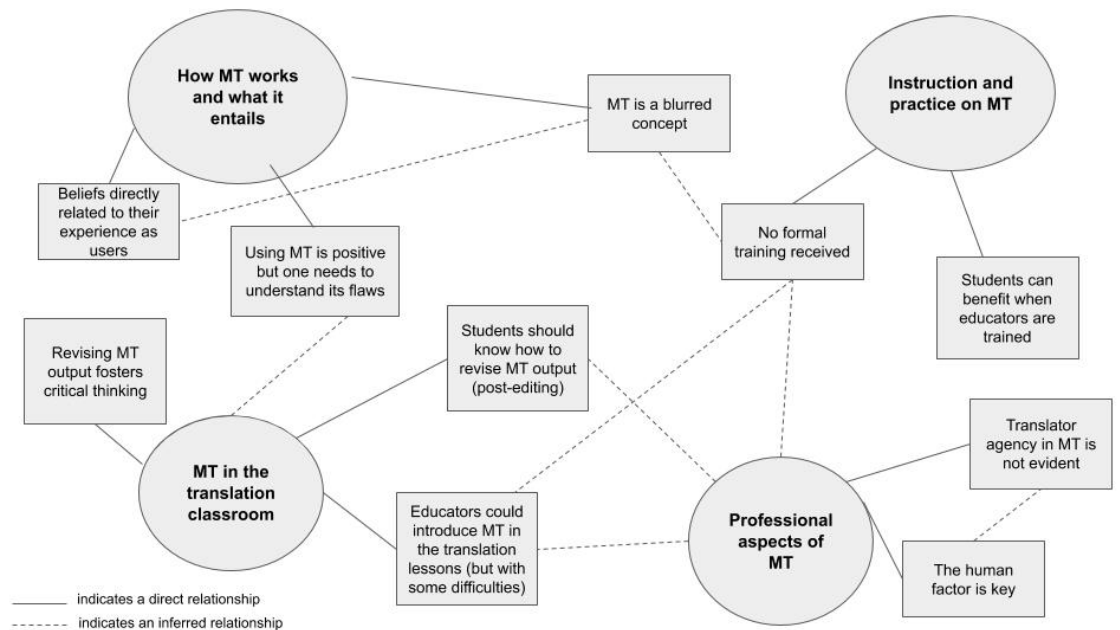 How MT works
and what it
entails
MT is a blurred
concept
Instruction and
practice on MT
Beliefs directly
related to their
experience as
users
Using MT is positive
but one needs to
understand its flaws
No formal
training received
Students can
benefit when
educators are
trained
Revising MT
output fosters
critical thinking
Students should
know how to
revise MT output
(post-editing)
MT in the
translation
classroom
Educators could
introduce MT in
the translation
lessons (but with
some difficulties)
Professional
aspects of
MT
Translator
agency in MT is
not evident
The human
factor is key
indicates a direct relationship
indicates an inferred relationship